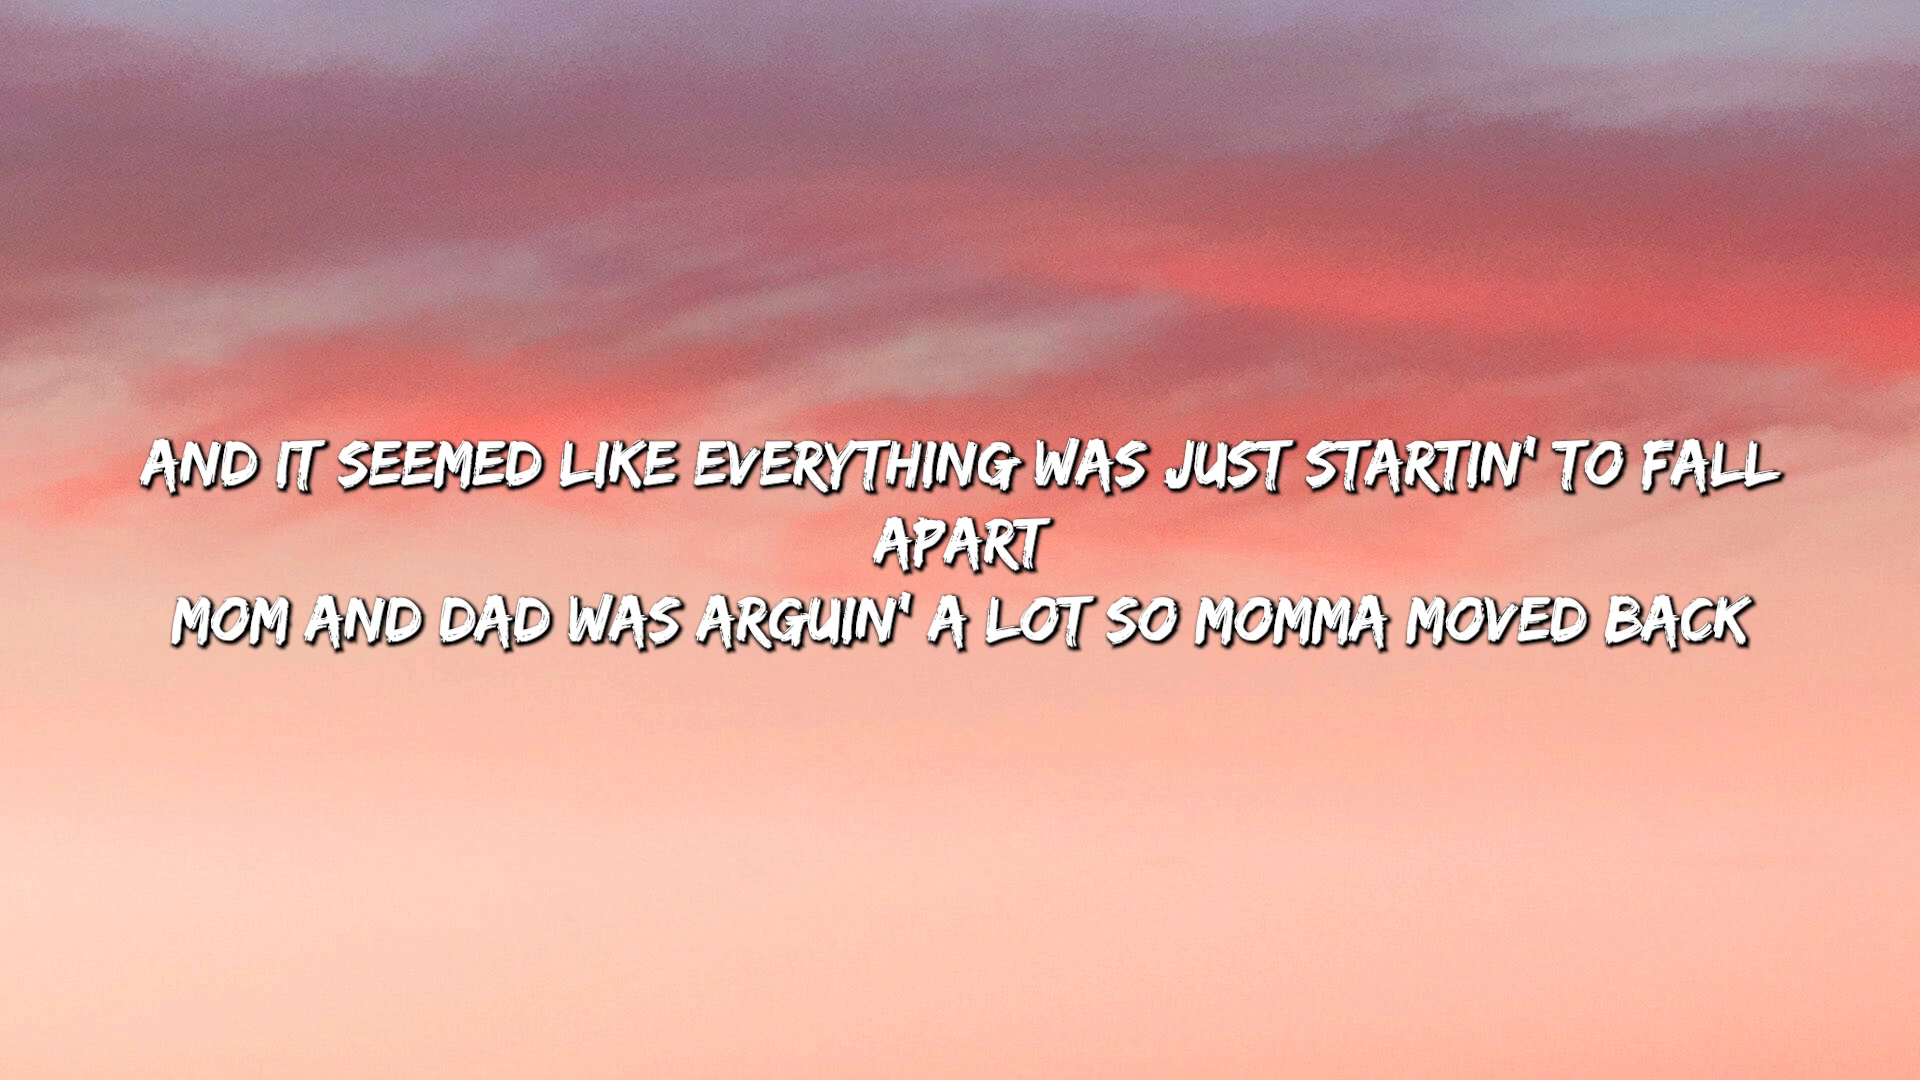 AND IT SEEMED LIKE EVERYTHING WAS JUST STARTIN' TO FALL
APART
MOM AND DAD WAS ARGUIN' A LOT SO MOMMA MOVED BACK